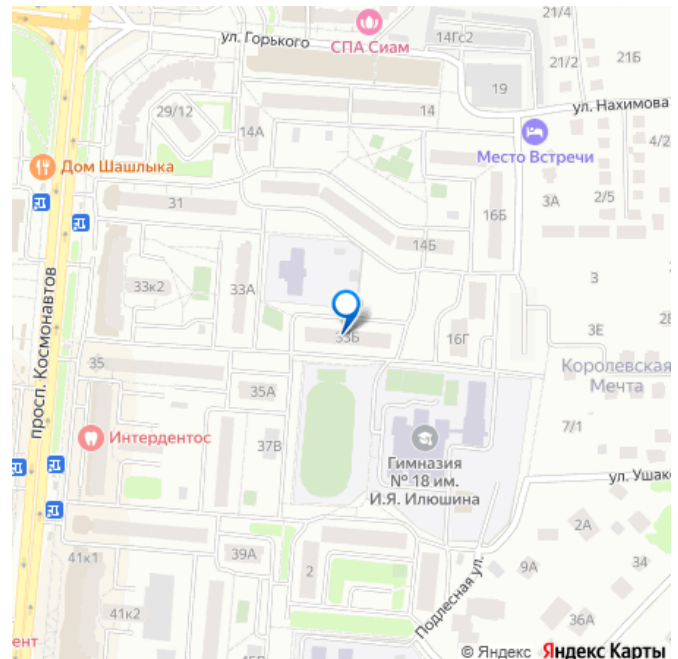 21/4
ул. Горького
СПА Сиам
14Гс2
21/2
21Б
19
ул. Нахимова
29/12
14
14А
4/2
Место Встречи
Дом Шашлыка
2/5
31
3А
16Б
14Б
33к2
33А
3
просп. Космонавтов
33Б
16Г
3Е
35
Королевская
Мечта
35А
7/1
Интердентос
37В
Гимназия
№ 18 им.
И.Я. Илюшина
ул. Ушак
2А
41к1
39А
2
34
9А
Подлесная ул.
41к2
36А
ент
© Яндекс Яндекс Карты